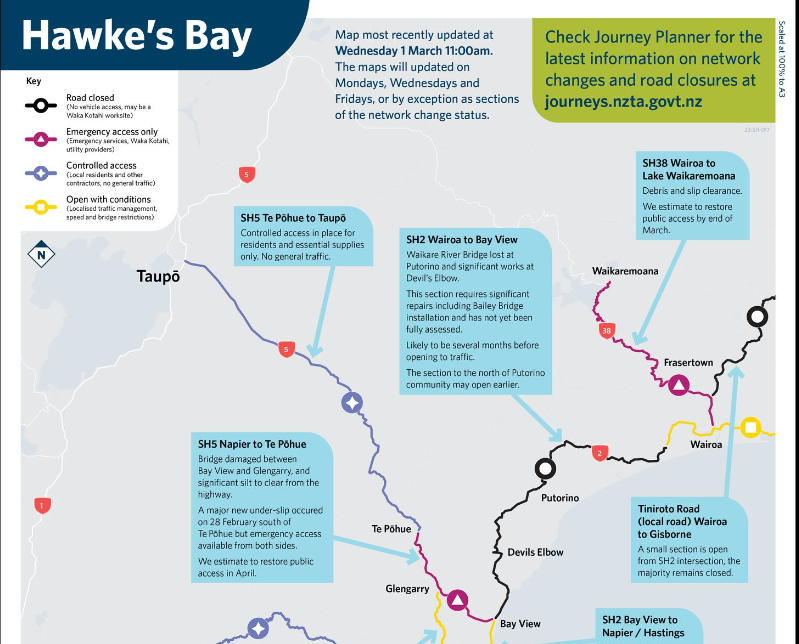 Hawke's Bay
Map most recently updated at
Wednesday 1 March 11:00am.
The maps will updated on
Mondays, Wednesdays and
Fridays, or by exception as sections
of the network change status.
Check Journey Planner for the
latest information on network
changes and road closures at
journeys.nzta.govt.nz
Scaled at 100% to A3
Key
Road closed
(No vehicle access, may be a
Waka Kotahi worksite)
Emergency access only
(Emergency services, Waka Kotahi,
utility providers)
Controlled access
(Local residents and other
contractors, no general traffic)
Open with conditions
(Localised traffic management,
speed and bridge restrictions)
N
5
SH38 Wairoa to
Lake Waikaremoana
Debris and slip clearance.
We estimate to restore
public access by end of
March.
SH5 Te Pōhue to Taupō
Controlled access in place for
residents and essential supplies
only. No general traffic.
SH2 Wairoa to Bay View
Waikare River Bridge lost at
Putorino and significant works at
Devil's Elbow.
This section requires significant
repairs including Bailey Bridge
installation and has not yet been
fully assessed.
Likely to be several months before
opening to traffic.
The section to the north of Putorino
community may open earlier.
Taupō
Waikaremoana
38
5
Frasertown
Wairoa
2
SH5 Napier to Te Pōhue
Bridge damaged between
Bay View and Glengarry, and
significant silt to clear from the
highway.
A major new under-slip occured
on 28 February south of
Te Pōhue but emergency access
available from both sides.
We estimate to restore public
access in April.
1
Putorino
Tiniroto Road
(local road) Wairoa
to Gisborne
A small section is open
from SH2 intersection, the
majority remains closed.
Te Pōhue
Devils Elbow
Glengarry
Bay View
SH2 Bay View to
Napier / Hastings